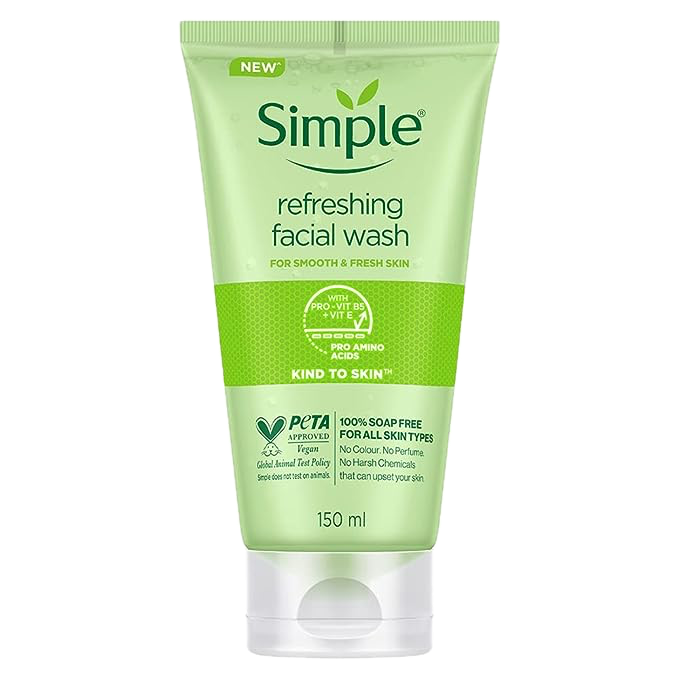 NEW^
Simple®
refreshing
facial wash
FOR SMOOTH & FRESH SKIN
WITH
PRO-VIT B5
+ VIT E
PRO AMINO
ACIDS
KIND TO SKIN™
PETA
APPROVED
Vegan
Global Animal Test Policy
Simple does not test on animals.
100% SOAP FREE
FOR ALL SKIN TYPES
No Colour. No Perfume.
No Harsh Chemicals
that can upset your skin.
150 ml